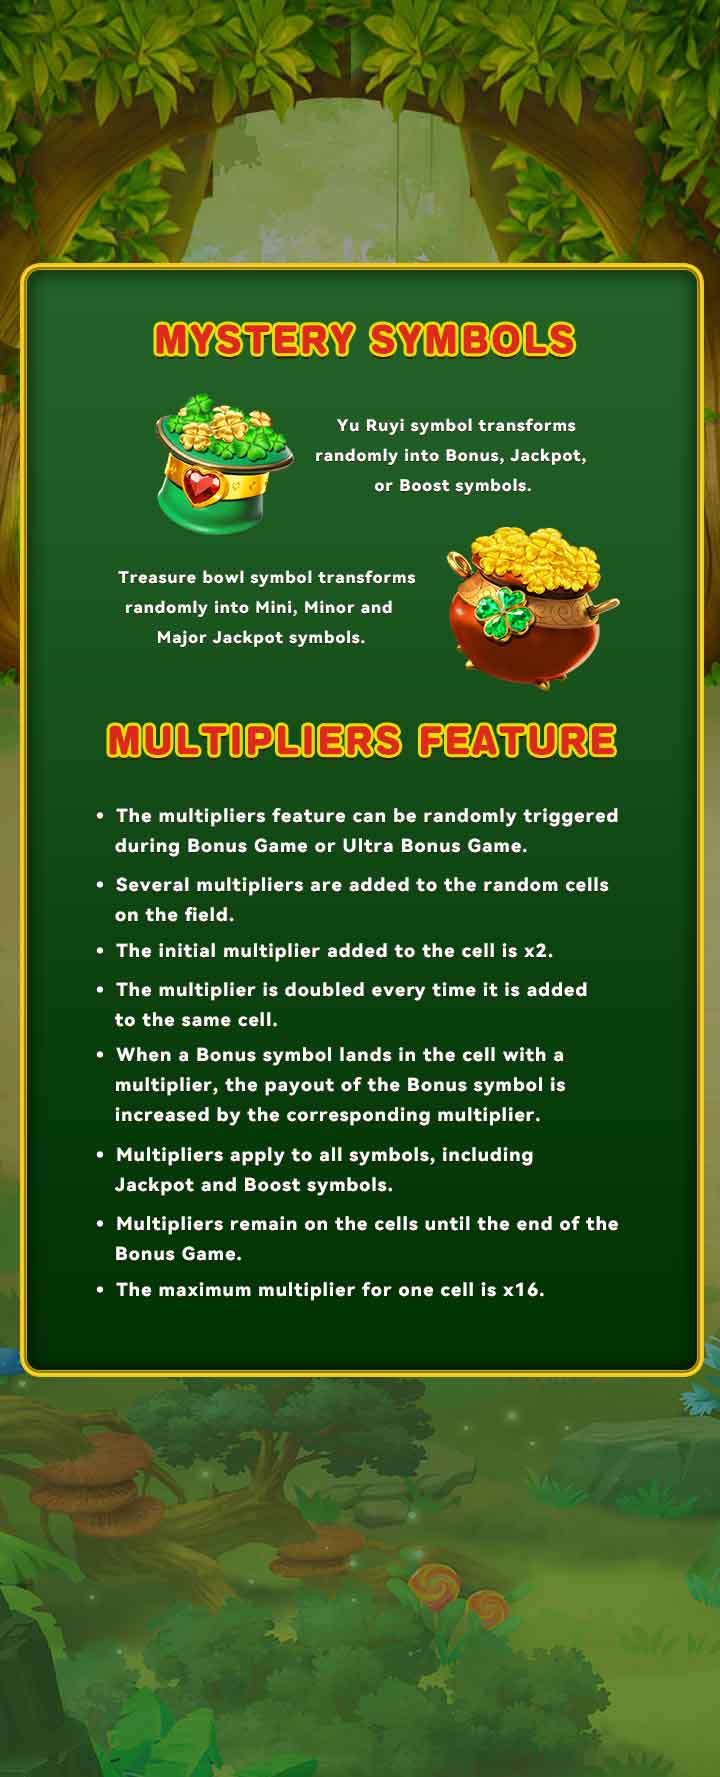 MYSTERY SYMBOLS
Yu Ruyi symbol transforms
randomly into Bonus, Jackpot,
or Boost symbols.
Treasure bowl symbol transforms
randomly into Mini, Minor and
Major Jackpot symbols.
MULTIPLIERS FEATURE
• The multipliers feature can be randomly triggered
during Bonus Game or Ultra Bonus Game.
• Several multipliers are added to the random cells
on the field.
• The initial multiplier added to the cell is x2.
• The multiplier is doubled every time it is added
to the same cell.
• When a Bonus symbol lands in the cell with a
multiplier, the payout of the Bonus symbol is
increased by the corresponding multiplier.
• Multipliers apply to all symbols, including
Jackpot and Boost symbols.
• Multipliers remain on the cells until the end of the
Bonus Game.
• The maximum multiplier for one cell is x16.